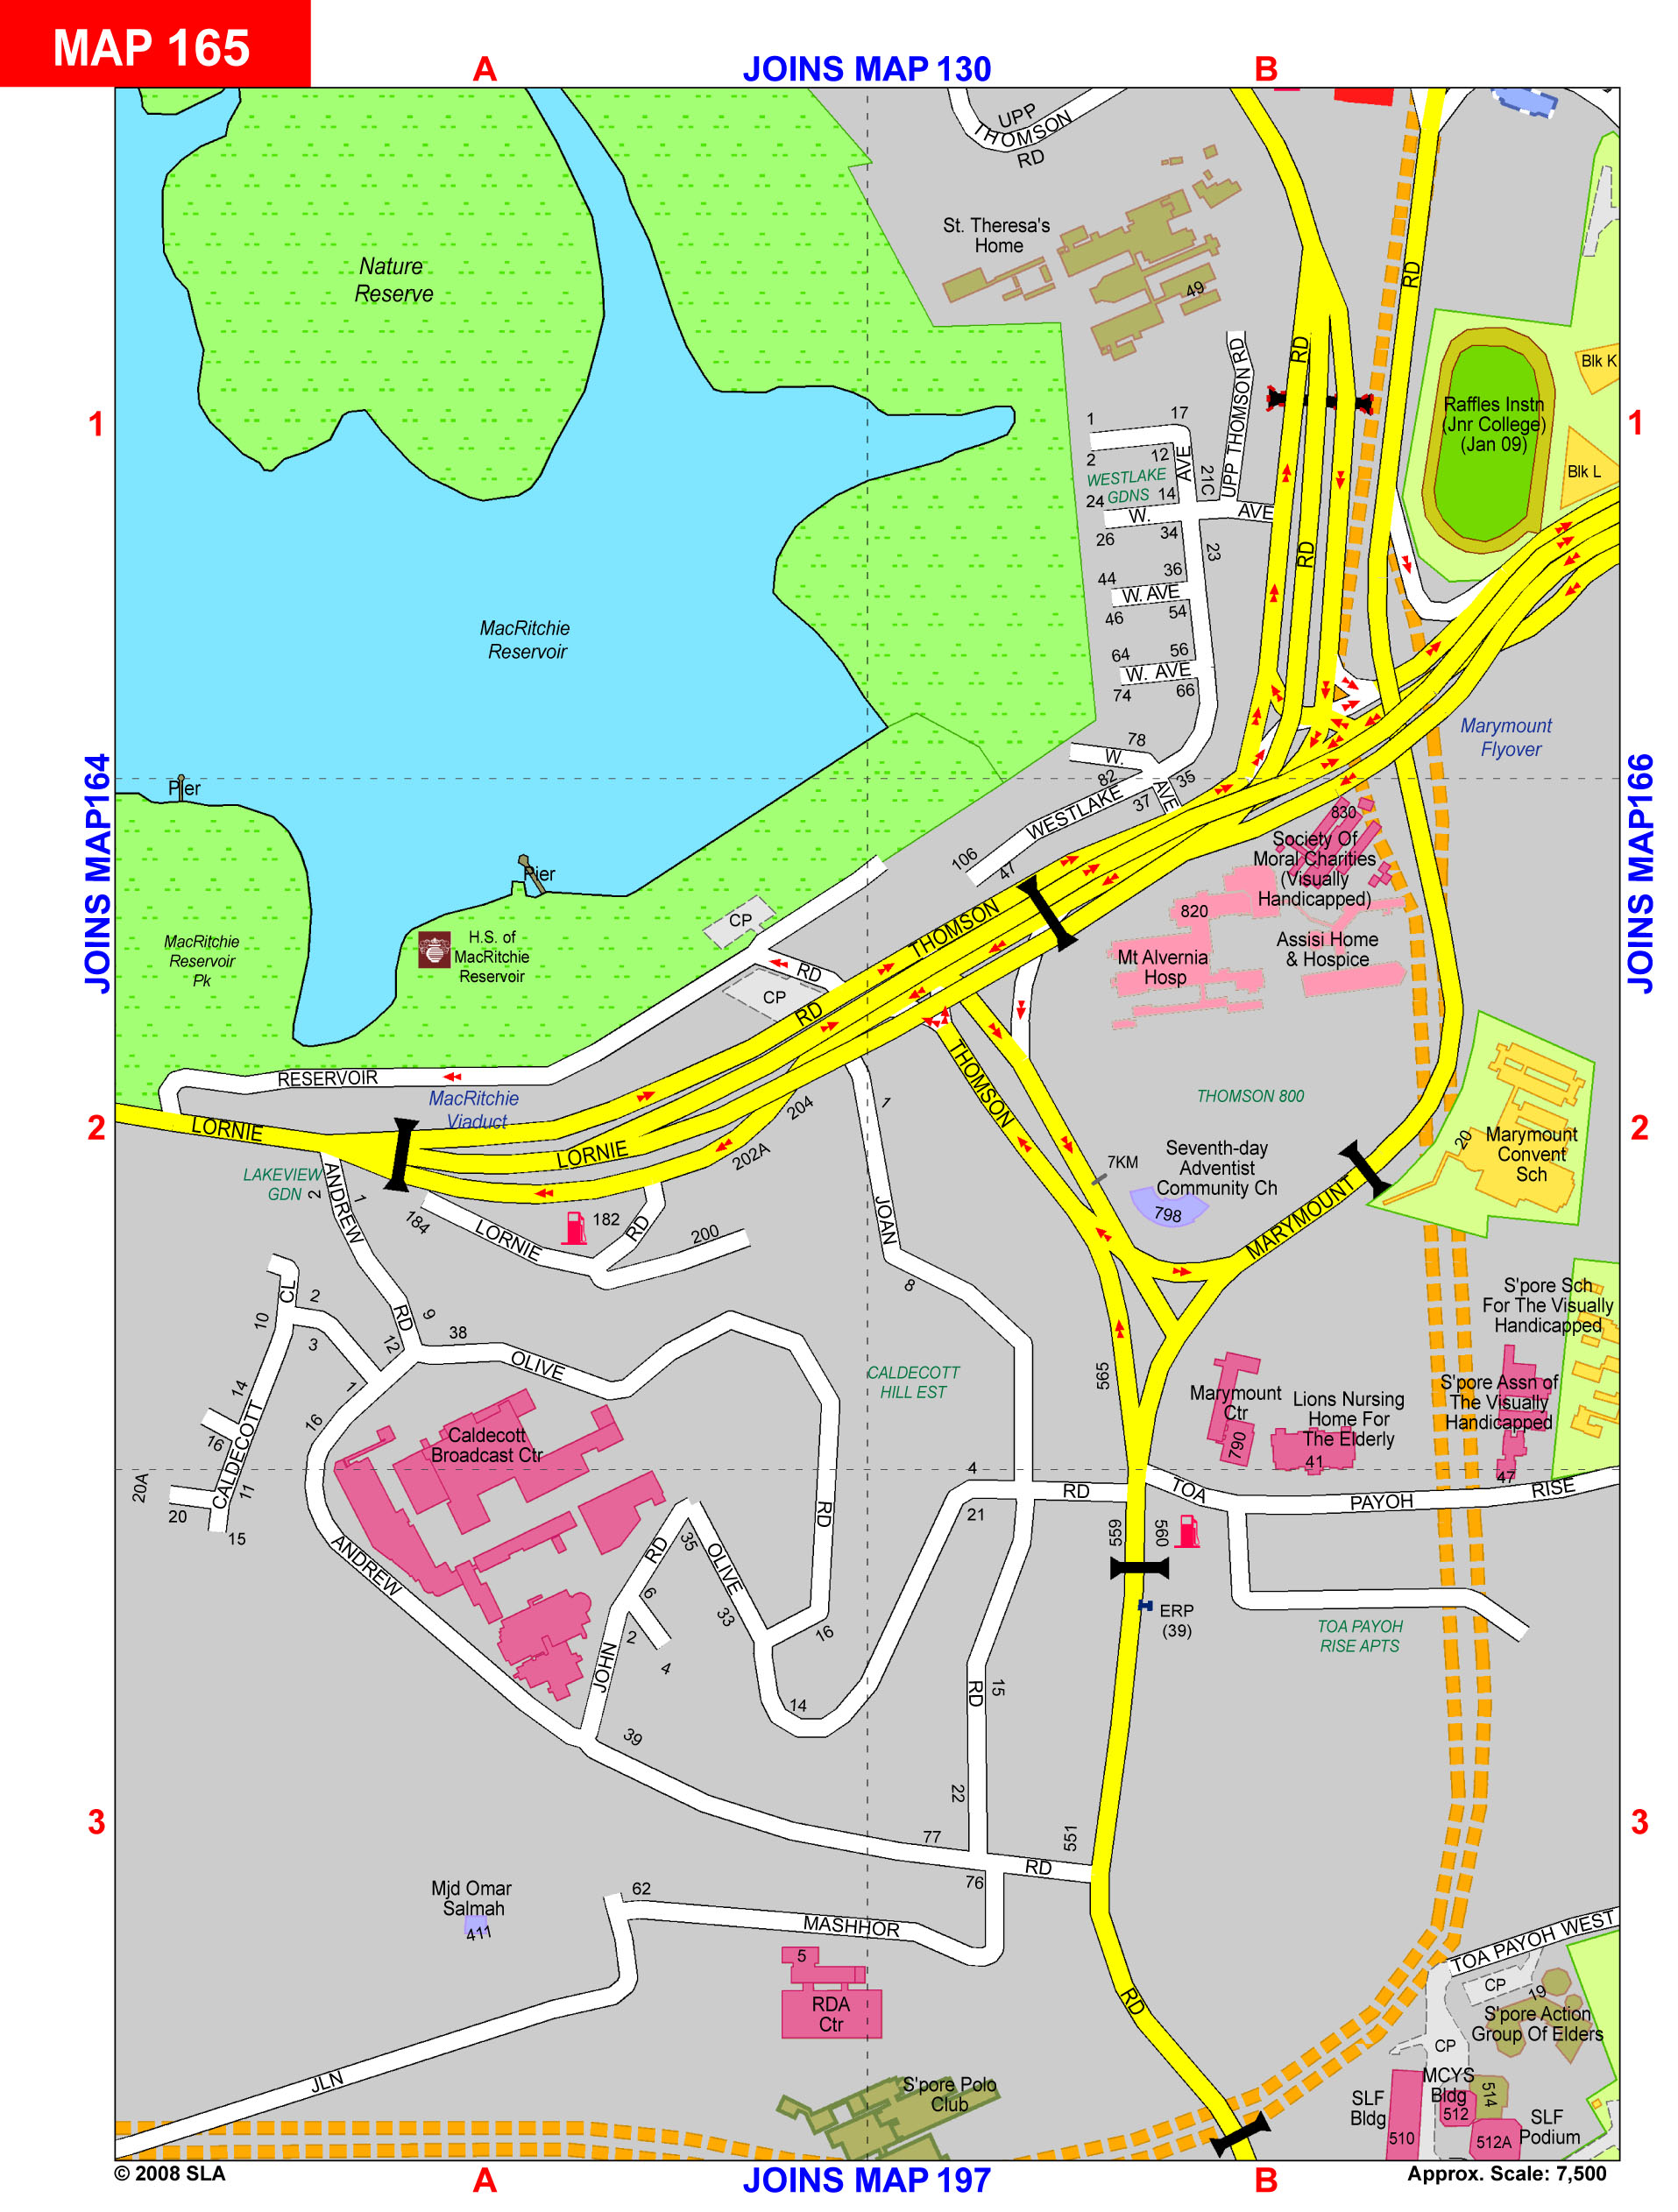 MAP 165
A
JOINS MAP 130
B
UPP
THOMSON
RD
St. Theresa's
Home
49
RD
Nature
Reserve
RD
UPP THOMSON RD
Blk K
Raffles Instn
(Jnr College)
(Jan 09)
Blk L
1
1
1
17
2
12
AVE
WESTLAKE
GDNS
24
14
21C
W.
AVE
26
34
23
RD
44
36
W. AVE
46
54
64
56
W. AVE
74
66
MacRitchie
Reservoir
Marymount
Flyover
78
W.
82
35
37
AVE
WESTLAKE
106
47
JOINS MAP164
JOINS MAP166
Pier
Pier
830
Society Of
Moral Charities
(Visually
Handicapped)
820
Mt Alvernia
Hosp
Assisi Home
& Hospice
CP
THOMSON
MacRitchie
Reservoir
Pk
H.S. of
MacRitchie
Reservoir
RD
CP
RD
THOMSON
RESERVOIR
MacRitchie
Viaduct
THOMSON 800
2
2
LORNIE
LORNIE
204
202A
1
7KM
Seventh-day
Adventist
Community Ch
798
20
Marymount
Convent
Sch
LAKEVIEW
GDN
2
1
ANDREW
184
LORNIE
182
RD
200
JOAN
MARYMOUNT
8
CL
2
10
3
RD
9
12
38
OLIVE
1
14
16
16
CALDECOTT
11
20A
20
15
Caldecott
Broadcast Ctr
CALDECOTT
HILL EST
565
Marymount
Ctr
790
Lions Nursing
Home For
The Elderly
41
S'pore Sch
For The Visually
Handicapped
S'pore Assn of
The Visually
Handicapped
47
4
RD
21
TOA
PAYOH
RISE
559
560
RD
ANDREW
RD
35
OLIVE
6
33
2
4
16
14
JOHN
ERP
(39)
TOA PAYOH
RISE APTS
RD
15
39
22
77
551
RD
76
3
3
Mjd Omar
Salmah
411
62
MASHHOR
5
RDA
Ctr
TOA PAYOH WEST
RD
CP
19
S'pore Action
Group Of Elders
CP
JLN
S'pore Polo
Club
SLF
Bldg
510
MCYS
Bldg
512
514
512A
SLF
Podium
© 2008 SLA
A
JOINS MAP 197
B
Approx. Scale: 7,500